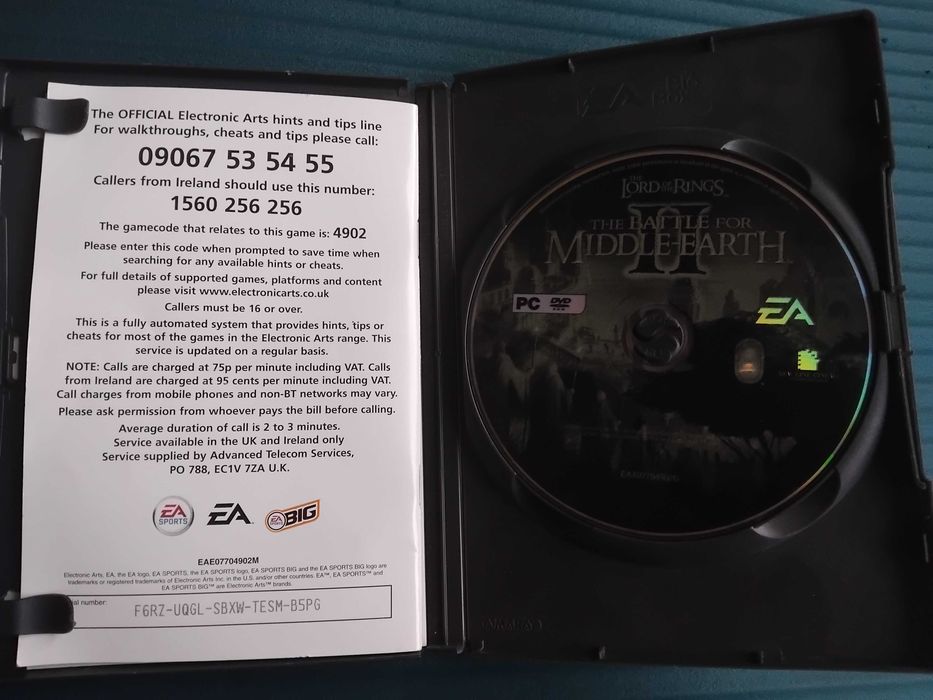 The OFFICIAL Electronic Arts hints and tips line
For walkthroughs, cheats and tips please call:
09067 53 54 55
Callers from Ireland should use this number:
1560 256 256
The gamecode that relates to this game is: 4902
Please enter this code when prompted to save time when
searching for any available hints or cheats.
For full details of supported games, platforms and content
please visit www.electronicarts.co.uk
Callers must be 16 or over.
This is a fully automated system that provides hints, tips or
cheats for most of the games in the Electronic Arts range. This
service is updated on a regular basis.
NOTE: Calls are charged at 75p per minute including VAT. Calls
from Ireland are charged at 95 cents per minute including VAT.
Call charges from mobile phones and non-BT networks may vary.
Please ask permission from whoever pays the bill before calling.
Average duration of call is 2 to 3 minutes.
Service available in the UK and Ireland only
Service supplied by Advanced Telecom Services,
PO 788, EC1V 7ZA U.K.
EA SPORTS
EA
EA BIG
EAE07704902M
Electronic Arts, EA, the EA logo, EA SPORTS, the EA SPORTS logo, EA SPORTS BIG and the EA SPORTS BIG logo are
trademarks or registered trademarks of Electronic Arts Inc. in the U.S. and/or other countries. EA™, EA SPORTS™ and
EA SPORTS BIG™ are Electronic Arts™ brands.
number:
F6RZ-UQGL-SBXW-TESM-B5PG
THE
LORD OF THE RINGS
II
THE BATTLE FOR
MIDDLE-EARTH
PC DVD
EA